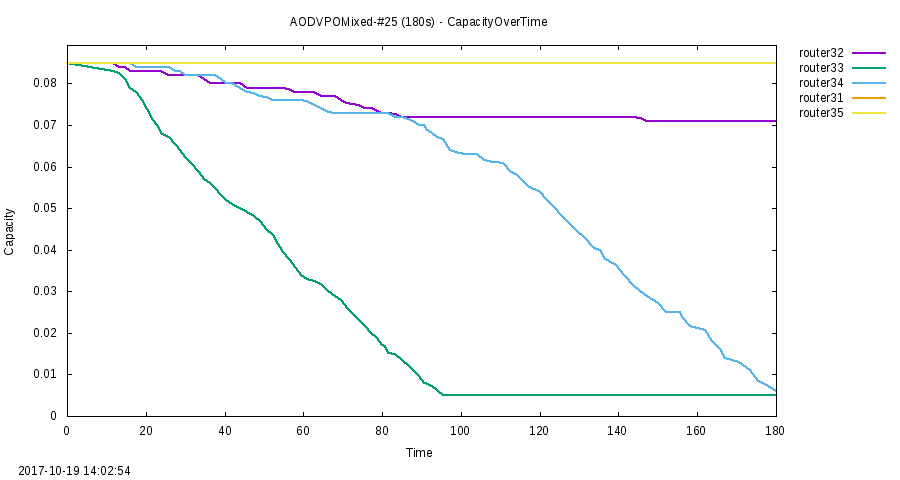 AODVPOMixed-#25 (180s) - CapacityOverTime
router32
router33
router34
router31
router35
0.08
0.07
0.06
0.05
0.04
0.03
0.02
0.01
0
Capacity
0 20 40 60 80 100 120 140 160 180
Time
2017-10-19 14:02:54